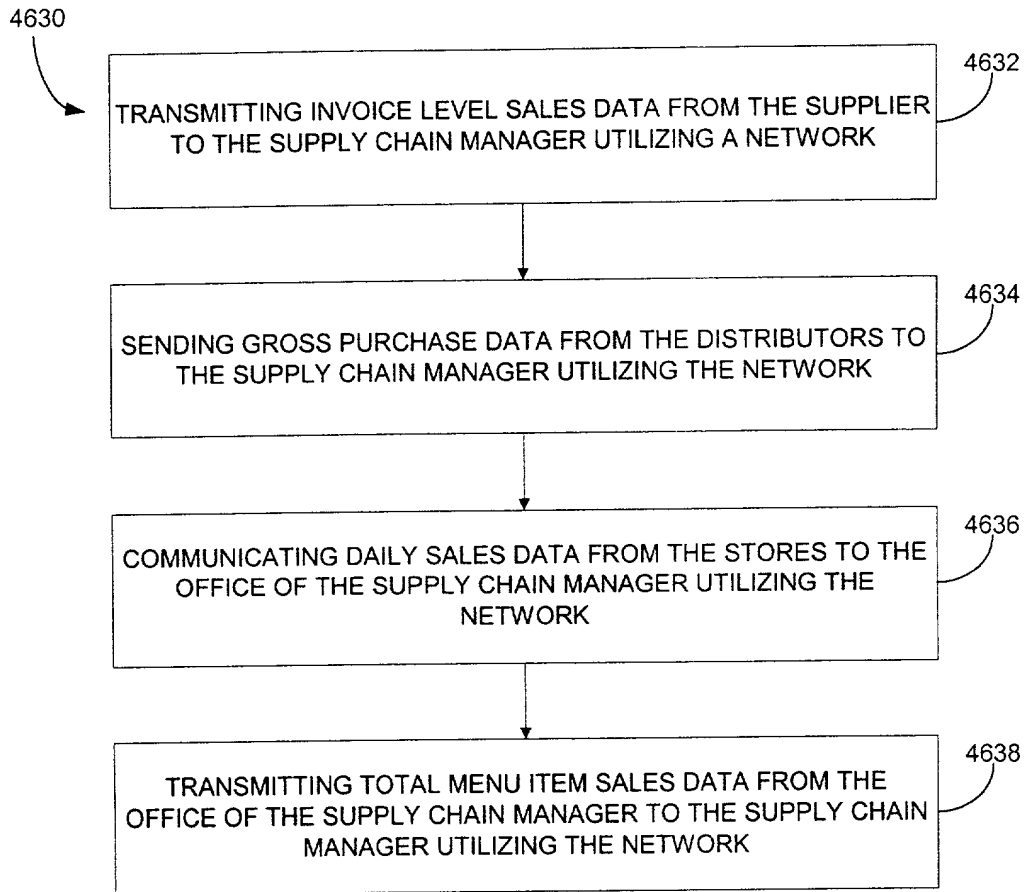 4630
4632
TRANSMITTING INVOICE LEVEL SALES DATA FROM THE SUPPLIER
TO THE SUPPLY CHAIN MANAGER UTILIZING A NETWORK
4634
SENDING GROSS PURCHASE DATA FROM THE DISTRIBUTORS TO
THE SUPPLY CHAIN MANAGER UTILIZING THE NETWORK
4636
COMMUNICATING DAILY SALES DATA FROM THE STORES TO THE
OFFICE OF THE SUPPLY CHAIN MANAGER UTILIZING THE
NETWORK
4638
TRANSMITTING TOTAL MENU ITEM SALES DATA FROM THE
OFFICE OF THE SUPPLY CHAIN MANAGER TO THE SUPPLY CHAIN
MANAGER UTILIZING THE NETWORK